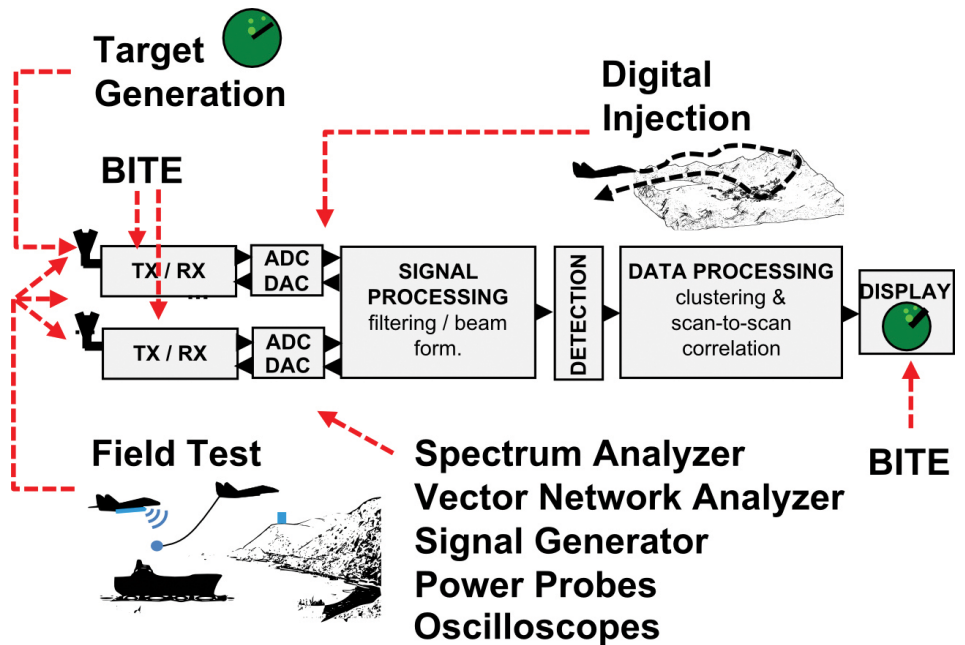 Target
Generation
Digital
Injection
BITE
TX / RX
ADC
DAC
SIGNAL
PROCESSING
filtering / beam
form.
DETECTION
DATA PROCESSING
clustering &
scan-to-scan
correlation
DISPLAY
...
...
TX / RX
ADC
DAC
Field Test
Spectrum Analyzer
Vector Network Analyzer
Signal Generator
Power Probes
Oscilloscopes
BITE